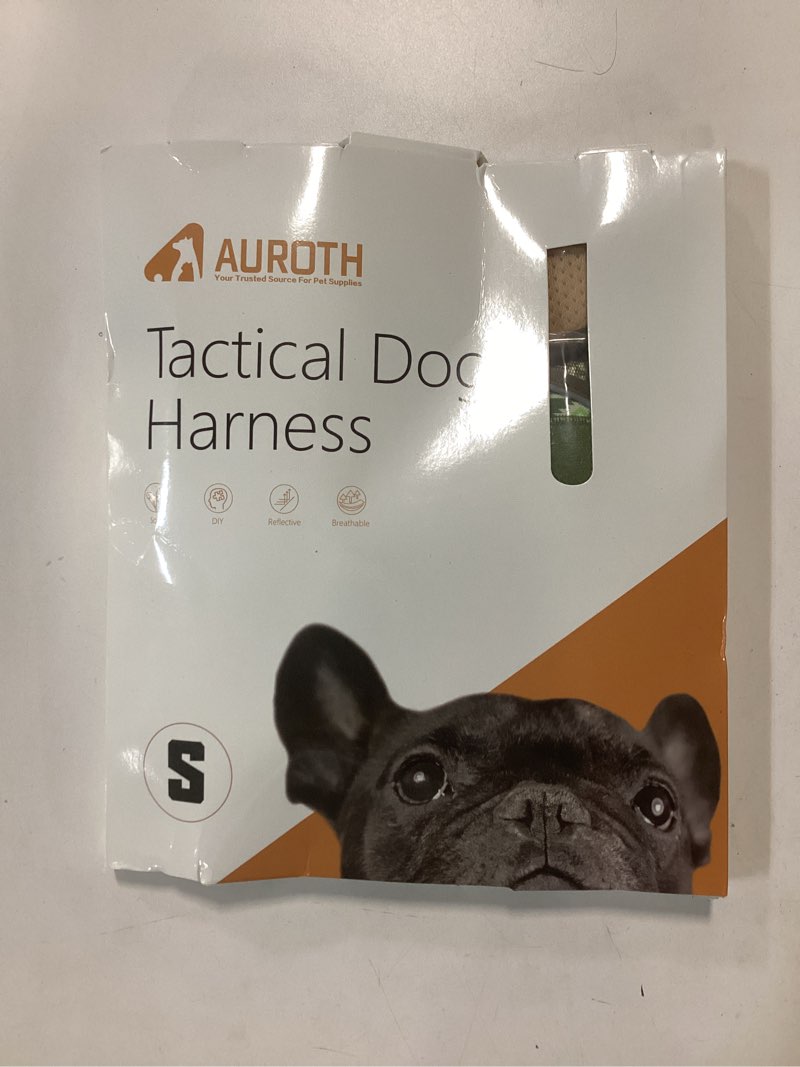 AUROTH
Your Trusted Source For Pet Supplies
Tactical Dog
Harness
DIY
Reflective
Breathable
S